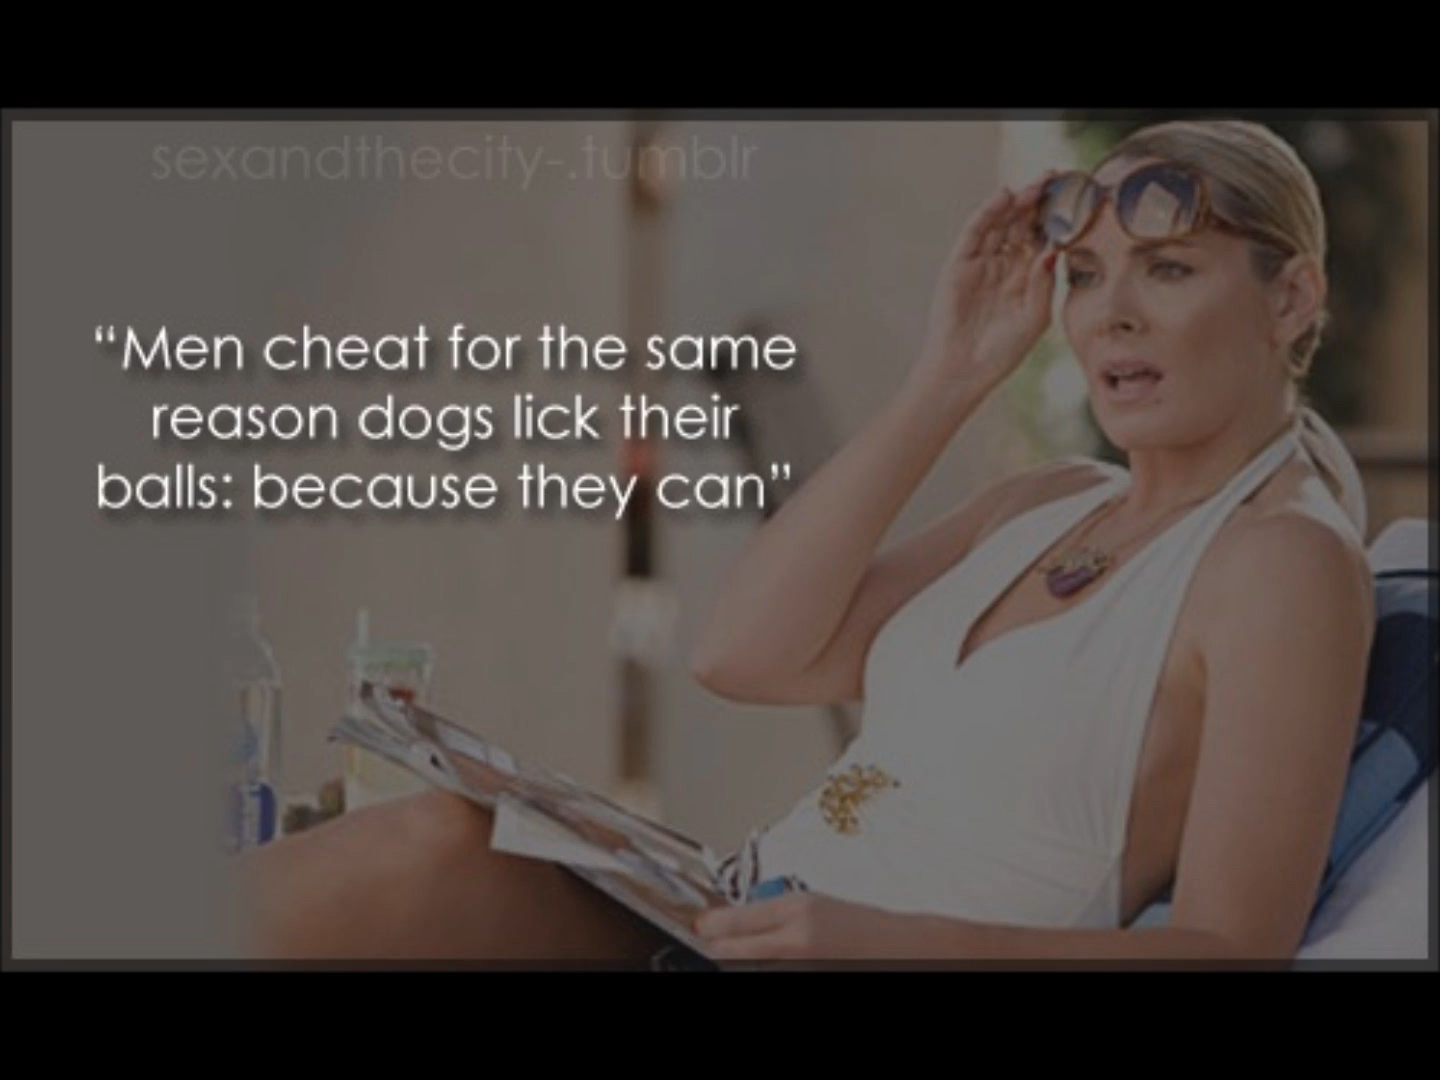 sexandthecity-.tumblr
“Men cheat for the same
reason dogs lick their
balls: because they can”